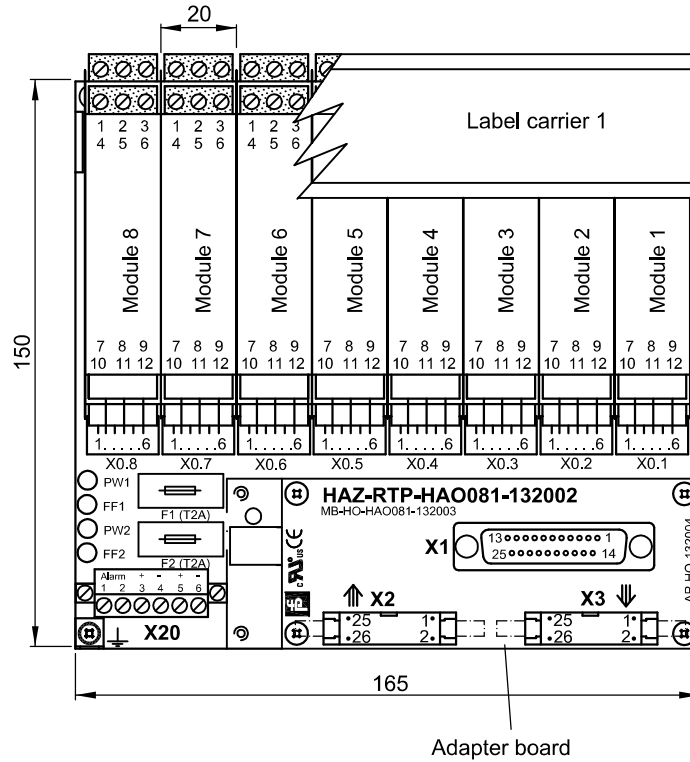 20
Label carrier 1
1 2 3 1 2 3 1 2 3
4 5 6 4 5 6 4 5 6
Module 8 Module 7 Module 6 Module 5 Module 4 Module 3 Module 2 Module 1
150
7 8 9 7 8 9 7 8 9 7 8 9 7 8 9 7 8 9 7 8 9 7 8 9
10 11 12 10 11 12 10 11 12 10 11 12 10 11 12 10 11 12 10 11 12 10 11 12
1.....6 1.....6 1.....6 1.....6 1.....6 1.....6 1.....6 1.....6
X0.8 X0.7 X0.6 X0.5 X0.4 X0.3 X0.2 X0.1
PW1
FF1
PW2
FF2
F1 (T2A)
F2 (T2A)
HAZ-RTP-HAO081-132002
MB-HO-HAO081-132003
X1
13 1
25 14
AB-HO-132004
c UL us CE
Alarm + - + -
1 2 3 4 5 6
X20
X2 X3
25 1 25 1
26 2 26 2
165
Adapter board